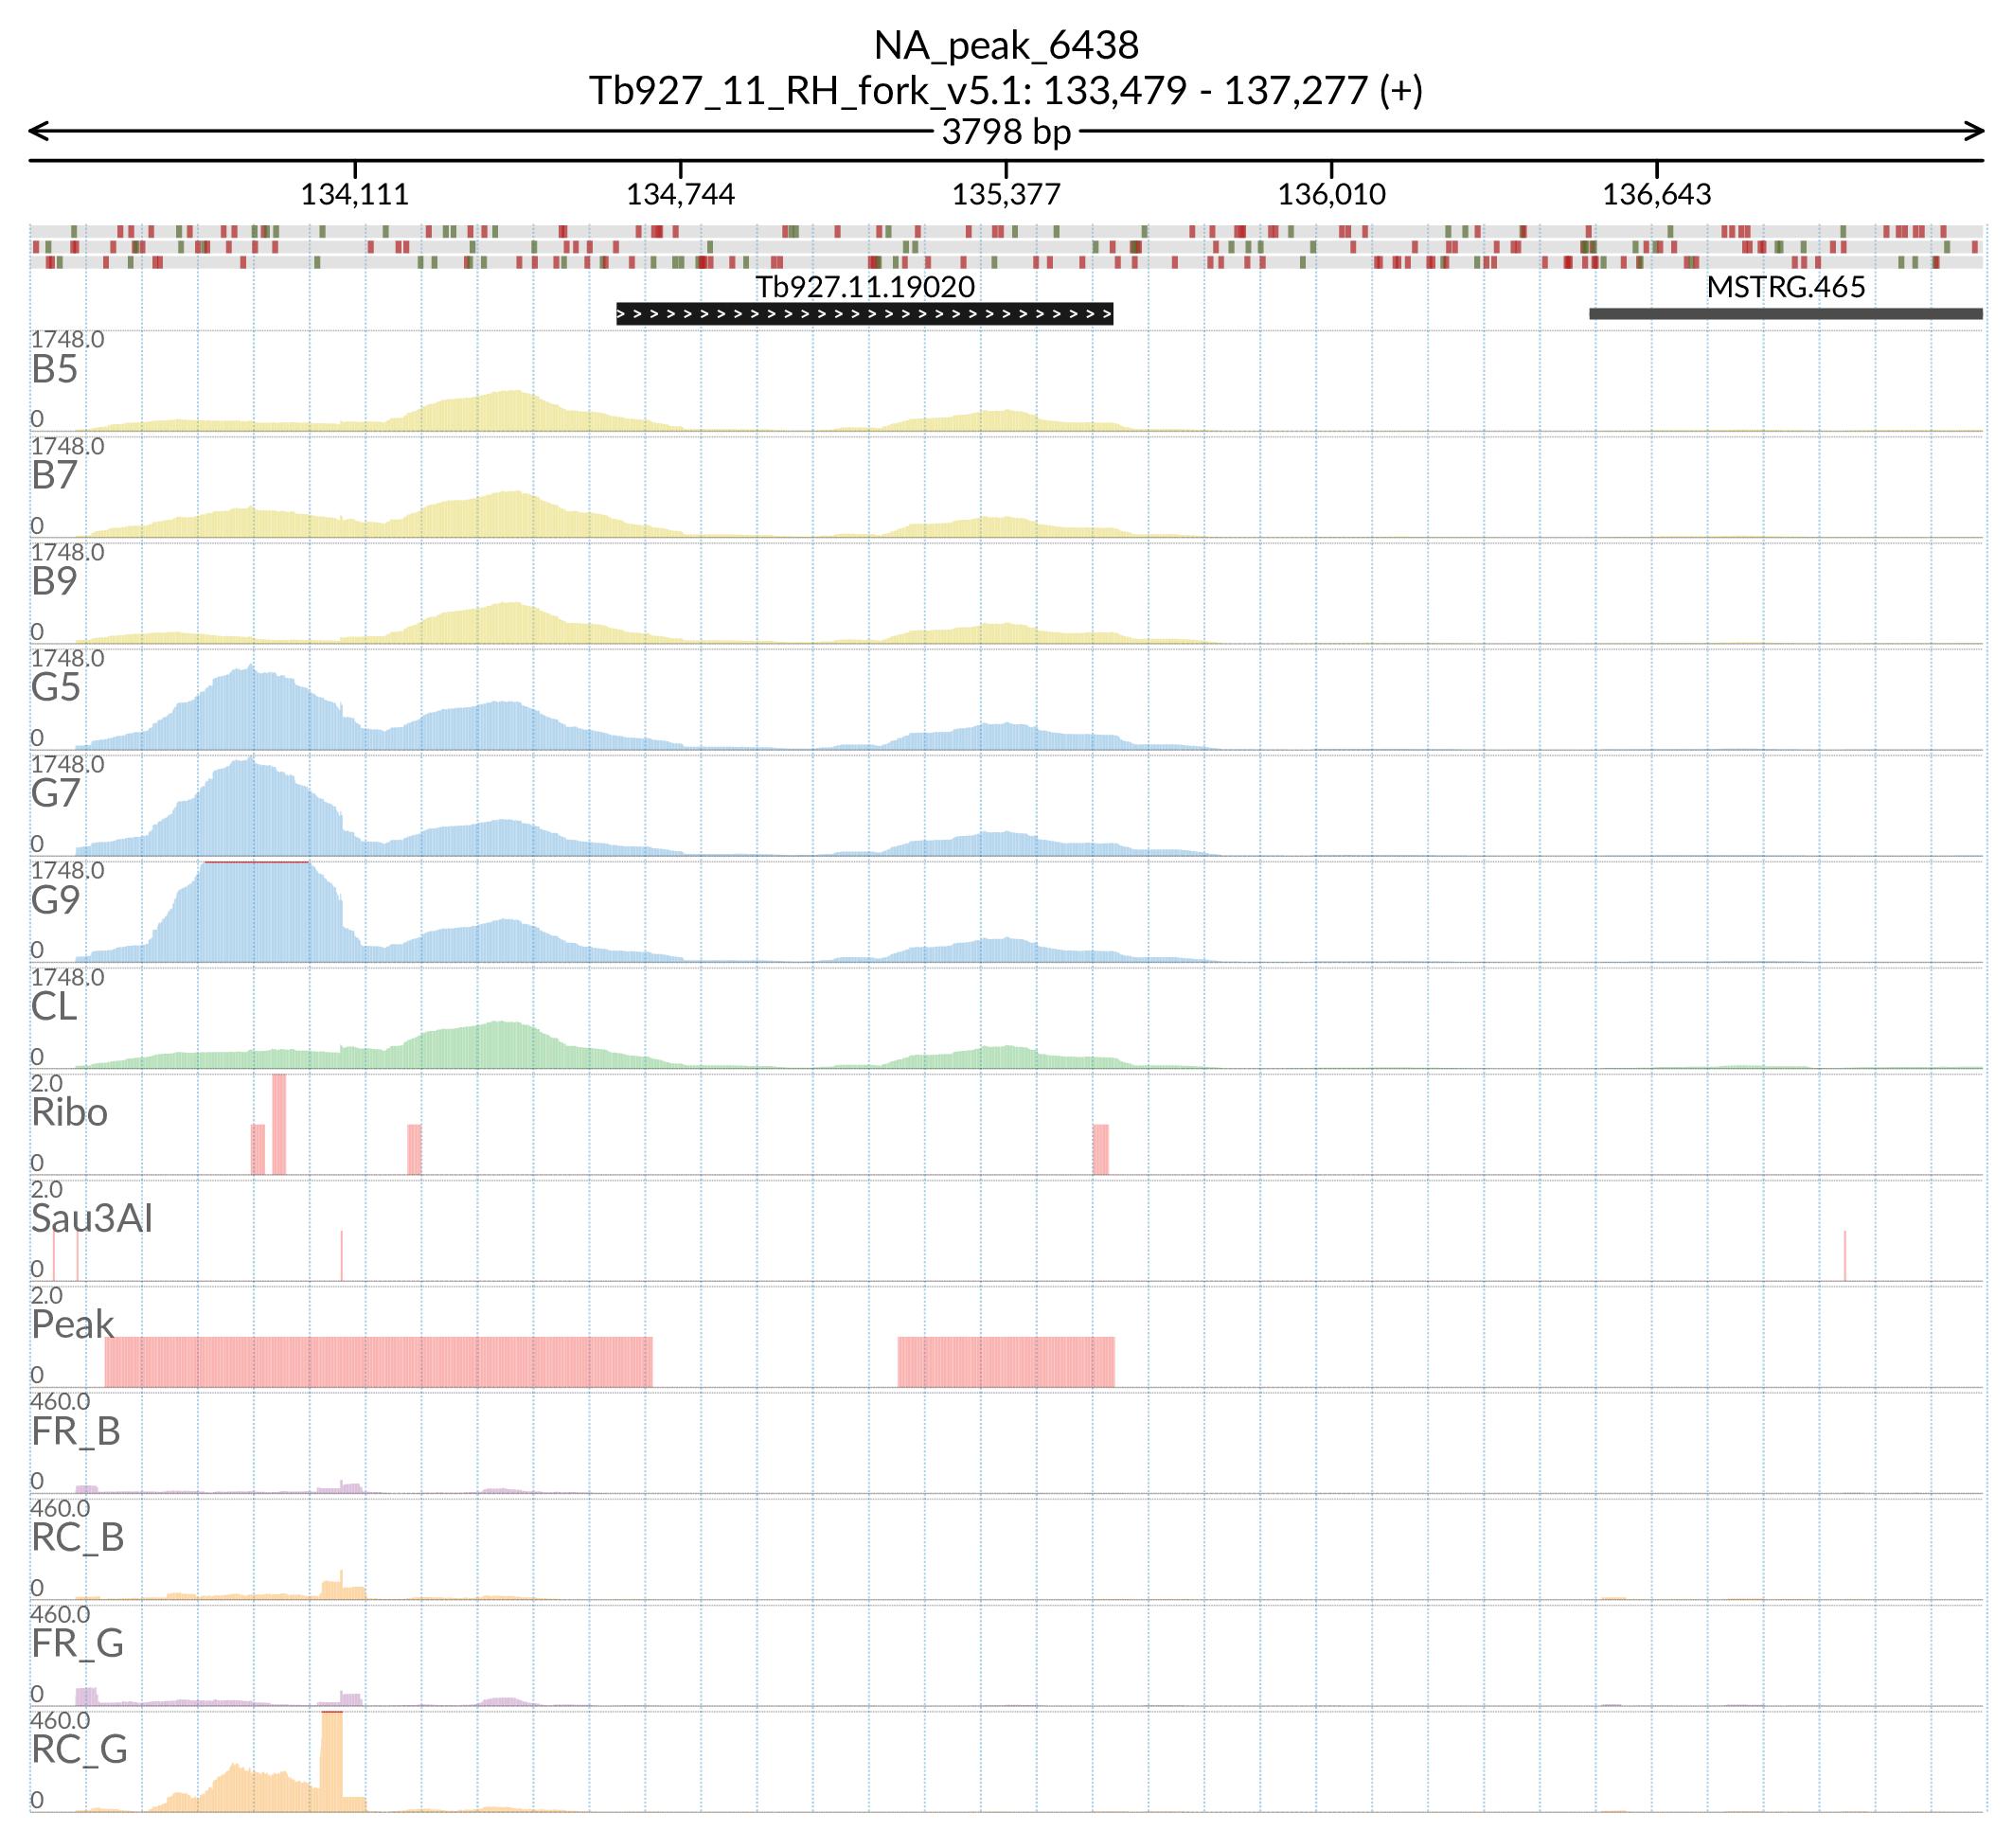 NA_peak_6438
Tb927_11_RH_fork_v5.1: 133,479 - 137,277 (+)
3798 bp
134,111 134,744 135,377 136,010 136,643
Tb927.11.19020 MSTRG.465
1748.0
B5
0
1748.0
B7
0
1748.0
B9
0
1748.0
G5
0
1748.0
G7
0
1748.0
G9
0
1748.0
CL
0
2.0
Ribo
0
2.0
Sau3AI
0
2.0
Peak
0
460.0
FR_B
0
460.0
RC_B
0
460.0
FR_G
0
460.0
RC_G
0